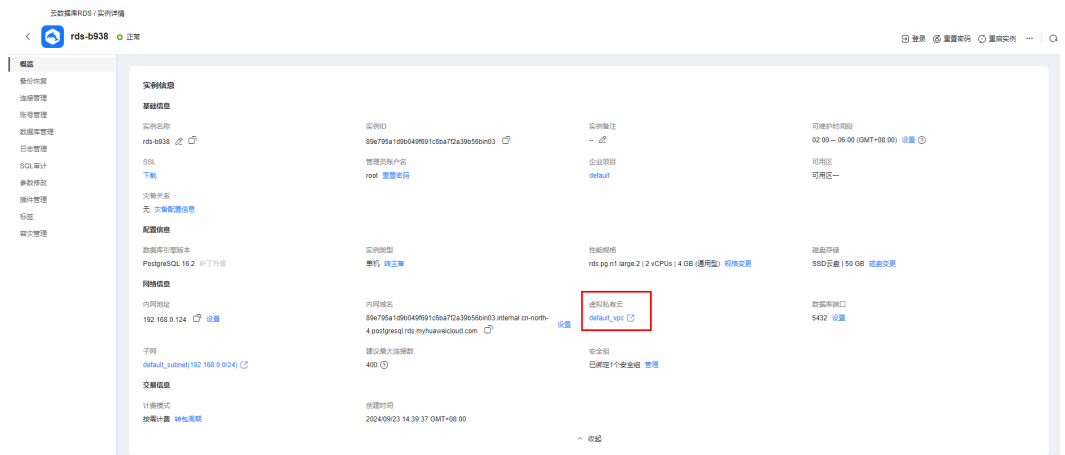 云数据库RDS / 实例详情
rds-b938 正常
登录 重置密码 重启实例 ···
概览
备份恢复
连接管理
账号管理
数据库管理
日志管理
SQL审计
参数修改
插件管理
标签
容灾管理
实例信息
基础信息
实例名称 实例ID 实例备注 可维护时间段
rds-b938 89e795a1d9b049f691c6ba7f2a39b56bin03 -- 02:00 – 06:00 (GMT+08:00) 设置
SSL 管理员账户名 企业项目 可用区
下载 root 重置密码 default 可用区一
灾备关系
无 灾备配置信息
配置信息
数据库引擎版本 实例类型 性能规格 磁盘存储
PostgreSQL 16.2 补丁升级 单机 转主备 rds.pg.n1.large.2 | 2 vCPUs | 4 GB (通用型) 规格变更 SSD云盘 | 50 GB 磁盘变更
网络信息
内网地址 内网域名 虚拟私有云 数据库端口
192.168.0.124 设置 89e795a1d9b049f691c6ba7f2a39b56bin03.internal.cn-north-4.postgresql.rds.myhuaweicloud.com 设置 default_vpc 5432 设置
子网 建议最大连接数 安全组
default_subnet(192.168.0.0/24) 400 已绑定1个安全组 管理
交易信息
计费模式 创建时间
按需计费 转包周期 2024/09/23 14:39:37 GMT+08:00
收起